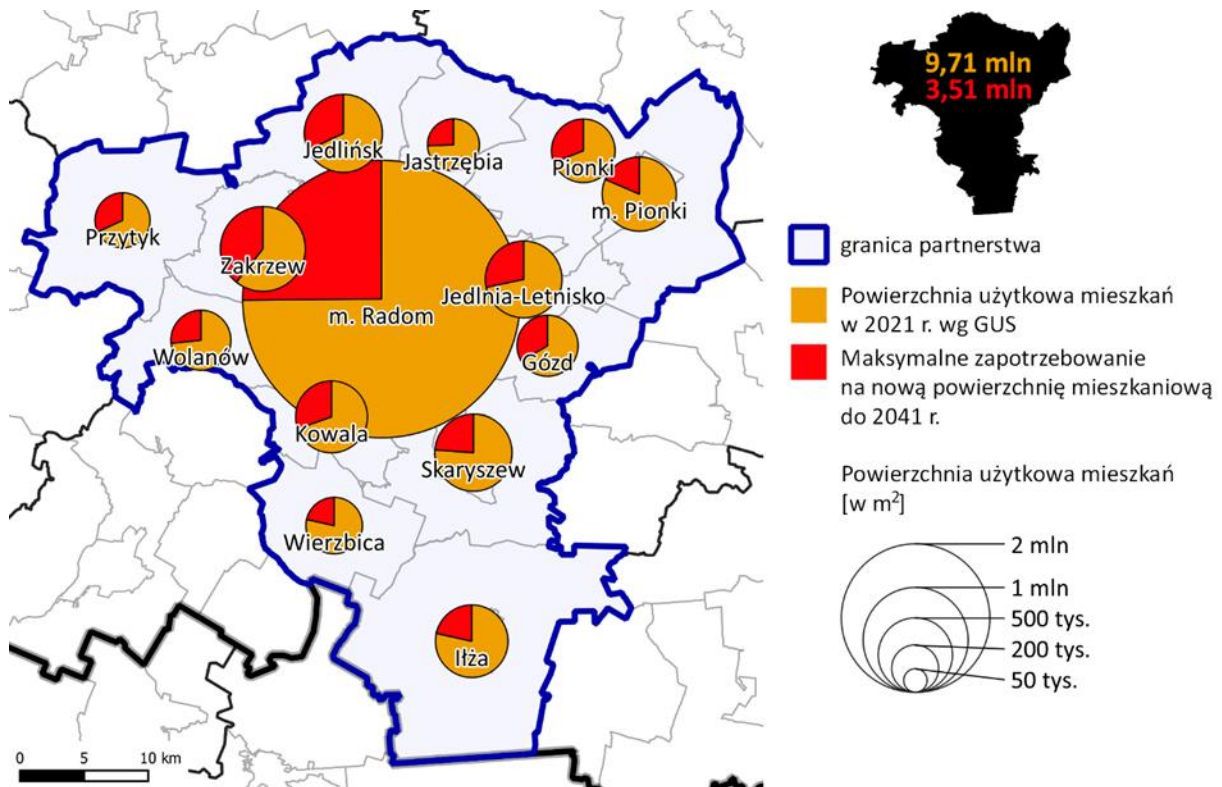 9,71 mln
3,51 mln
Jedlińsk
Jastrzębia
Pionki
m. Pionki
Przytyk
Zakrzew
Jedlnia-Letnisko
m. Radom
Wolanów
Gózd
Kowala
Skaryszew
Wierzbica
Iłża
0 5 10 km
granica partnerstwa
Powierzchnia użytkowa mieszkań
w 2021 r. wg GUS
Maksymalne zapotrzebowanie
na nową powierzchnię mieszkaniową
do 2041 r.
Powierzchnia użytkowa mieszkań
[w m²]
2 mln
1 mln
500 tys.
200 tys.
50 tys.